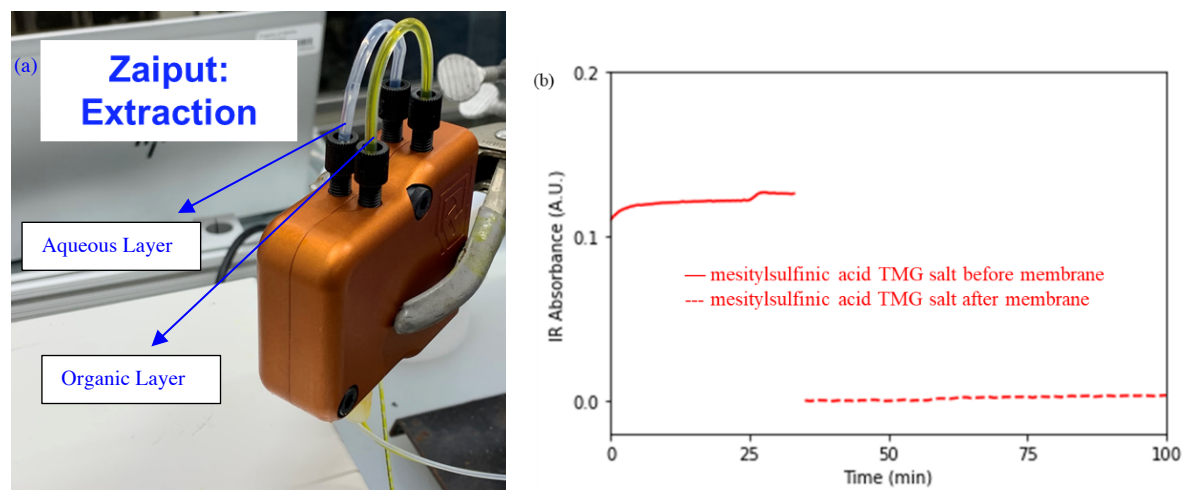 (a)
Zaiput:
Extraction
Aqueous Layer
Organic Layer
(b)
IR Absorbance (A.U.)
0.2
0.1
0.0
mesitylsulfinic acid TMG salt before membrane
mesitylsulfinic acid TMG salt after membrane
0 25 50 75 100
Time (min)